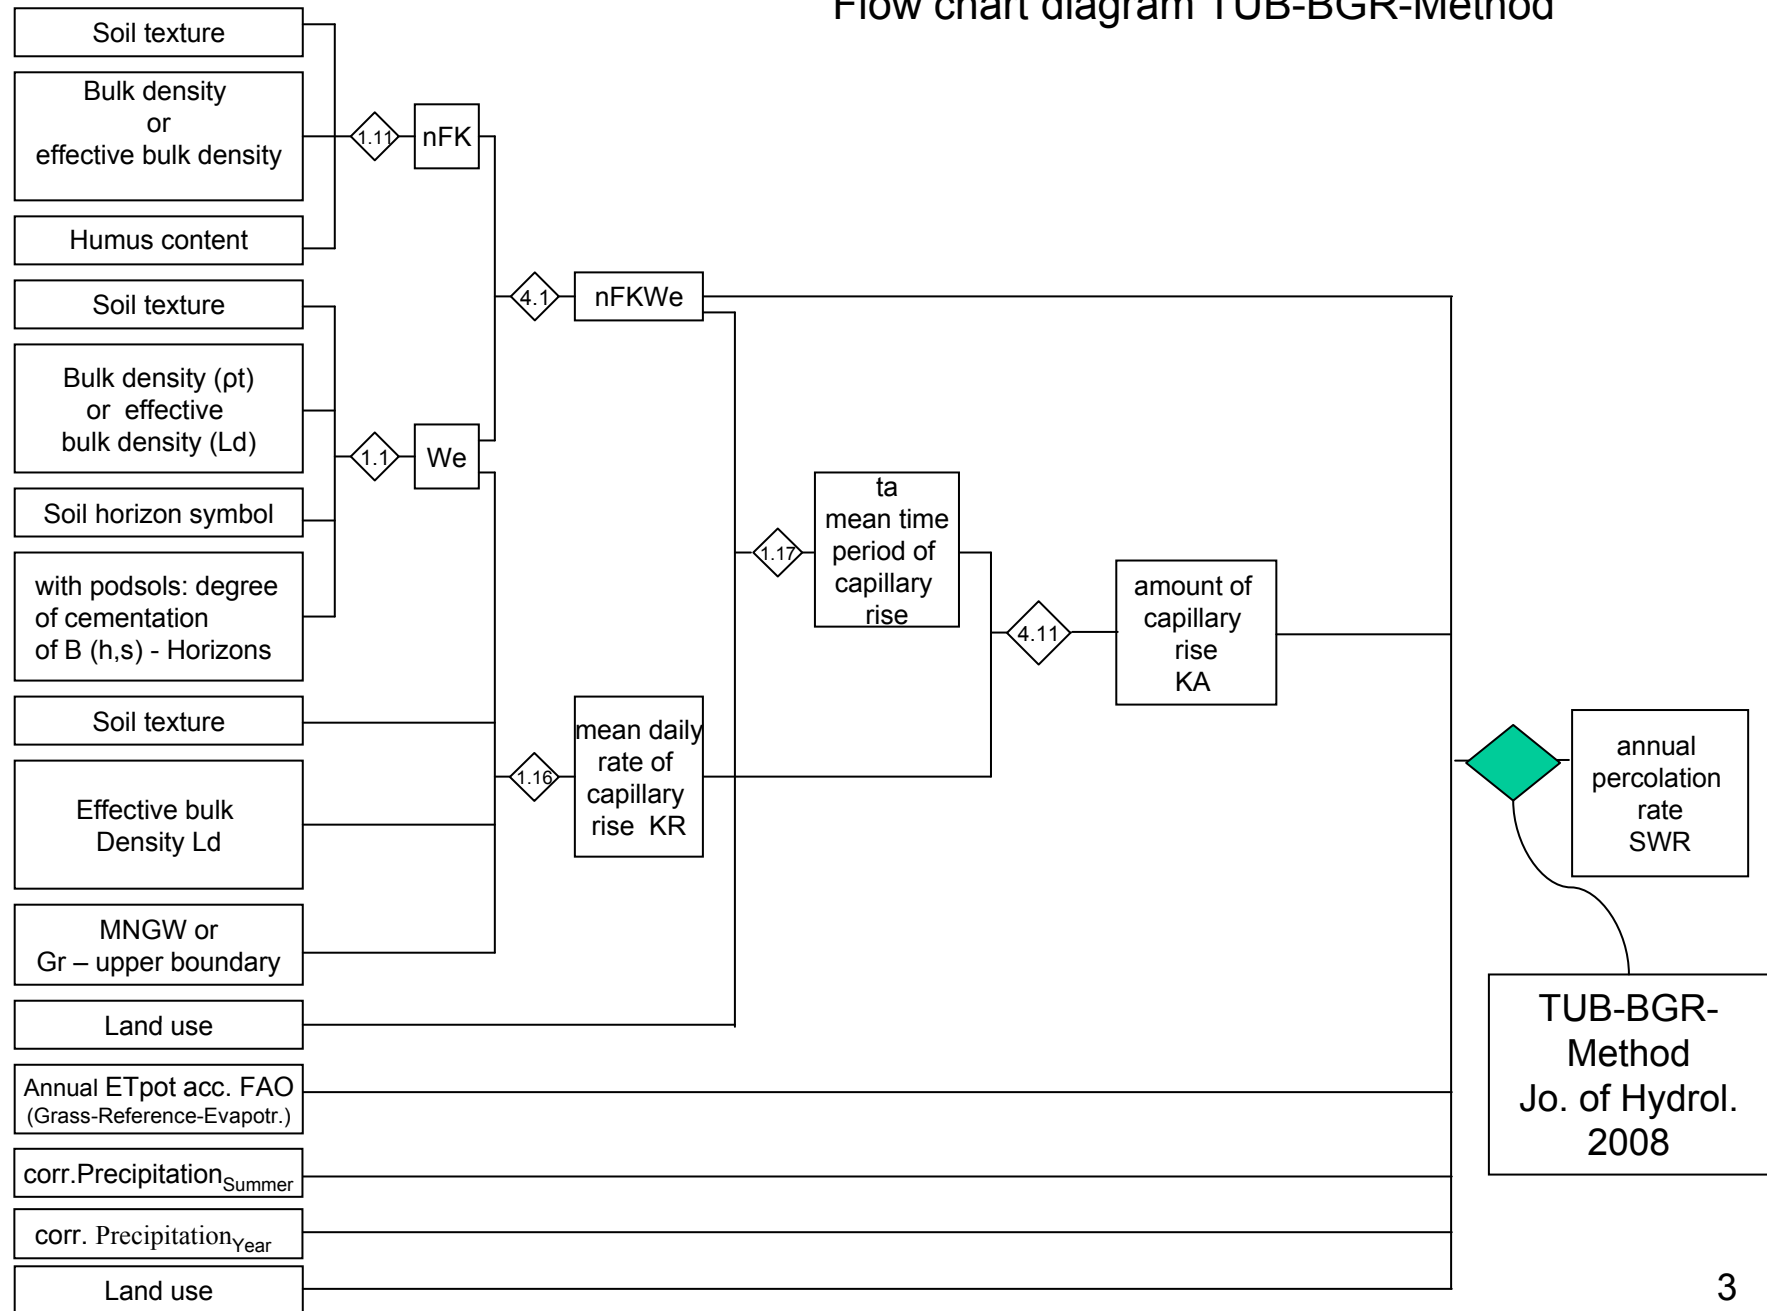 Flow chart diagram TUB-BGR-Method
Soil texture
Bulk density
or
effective bulk density
Humus content
1.11
nFK
Soil texture
Bulk density (ρt)
or effective
bulk density (Ld)
Soil horizon symbol
with podsols: degree
of cementation
of B (h,s) - Horizons
1.1
We
4.1
nFKWe
Soil texture
Effective bulk
Density Ld
MNGW or
Gr – upper boundary
1.16
mean daily
rate of
capillary
rise KR
Land use
1.17
ta
mean time
period of
capillary
rise
4.11
amount of
capillary
rise
KA
Annual ETpot acc. FAO
(Grass-Reference-Evapotr.)
corr.Precipitation Summer
corr. Precipitation Year
Land use
annual
percolation
rate
SWR
TUB-BGR-
Method
Jo. of Hydrol.
2008
3